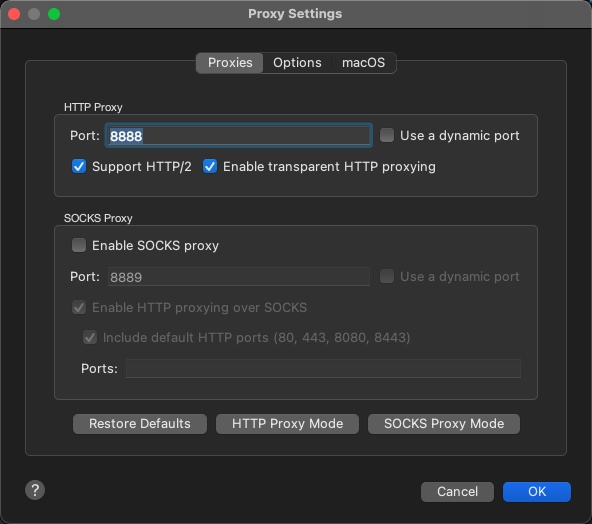 Proxy Settings
Proxies Options macOS
HTTP Proxy
Port: 8888 Use a dynamic port
Support HTTP/2 Enable transparent HTTP proxying
SOCKS Proxy
Enable SOCKS proxy
Port: 8889 Use a dynamic port
Enable HTTP proxying over SOCKS
Include default HTTP ports (80, 443, 8080, 8443)
Ports:
Restore Defaults HTTP Proxy Mode SOCKS Proxy Mode
? Cancel OK